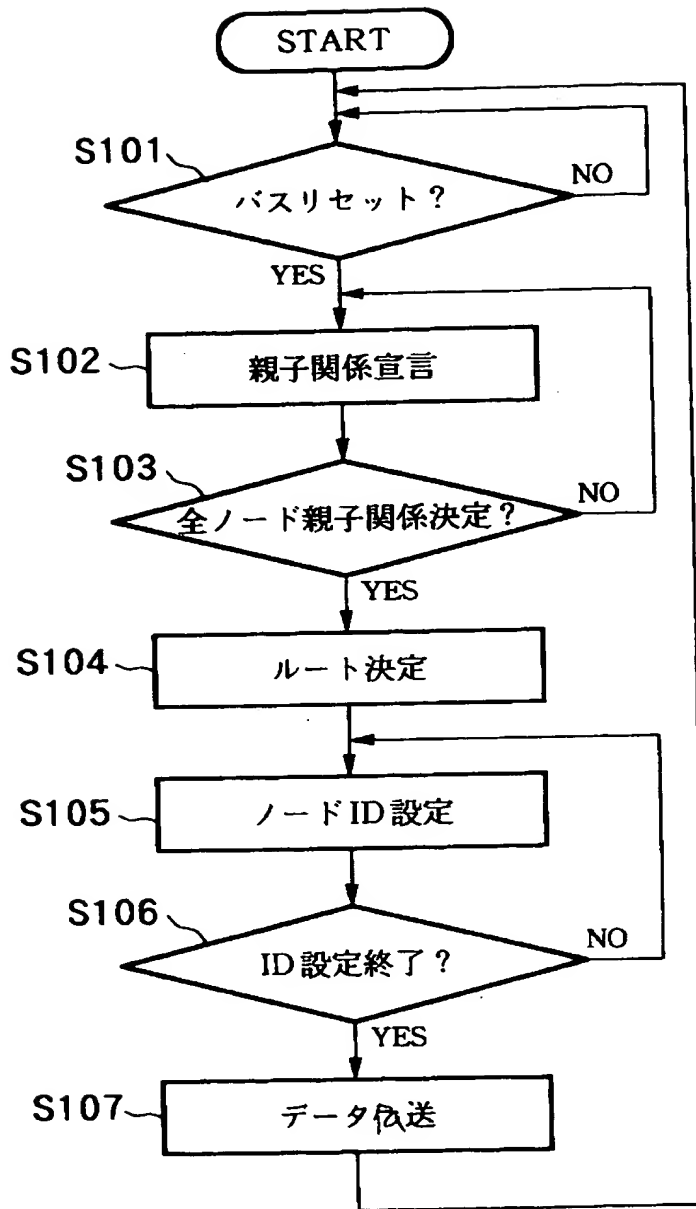 START
S101
バスリセット?
NO
YES
S102
親子関係宣言
S103
全ノード親子関係決定?
NO
YES
S104
ルート決定
S105
ノードID設定
S106
ID設定終了?
NO
YES
S107
データ伝送